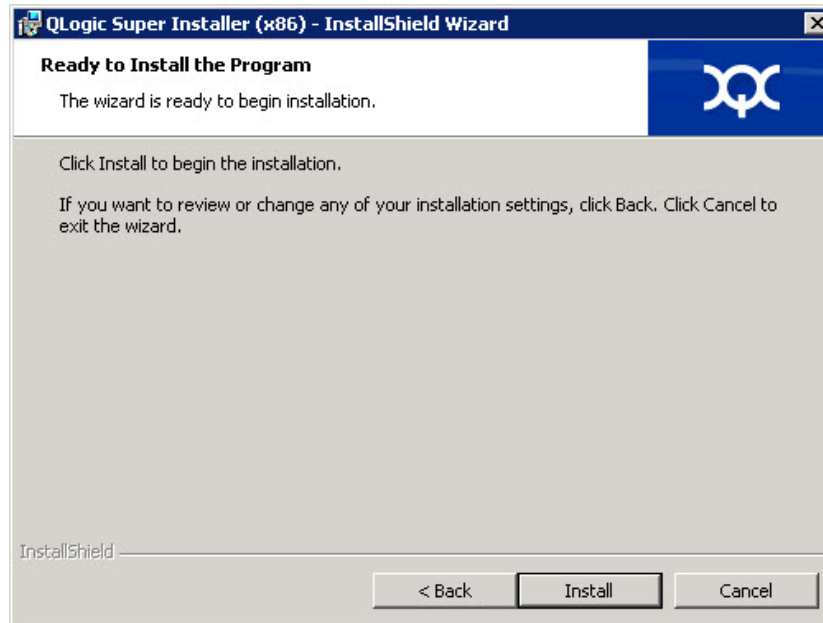 QLogic Super Installer (x86) - InstallShield Wizard
Ready to Install the Program
The wizard is ready to begin installation.
Click Install to begin the installation.
If you want to review or change any of your installation settings, click Back. Click Cancel to
exit the wizard.
InstallShield
< Back
Install
Cancel